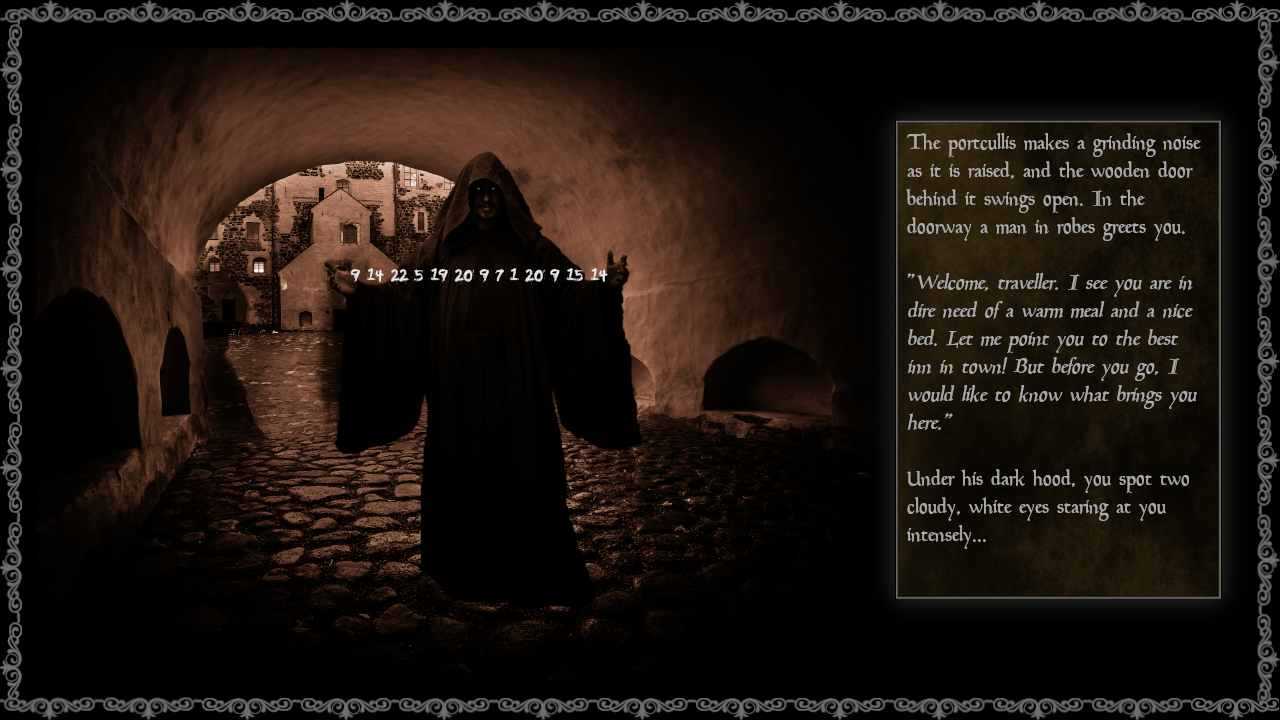 9 14 22 5 19 20 9 7 1 20 9 15 14
The portcullis makes a grinding noise
as it is raised, and the wooden door
behind it swings open. In the
doorway a man in robes greets you.
"Welcome, traveller. I see you are in
dire need of a warm meal and a nice
bed. Let me point you to the best
inn in town! But before you go, I
would like to know what brings you
here."
Under his dark hood, you spot two
cloudy, white eyes staring at you
intensely...